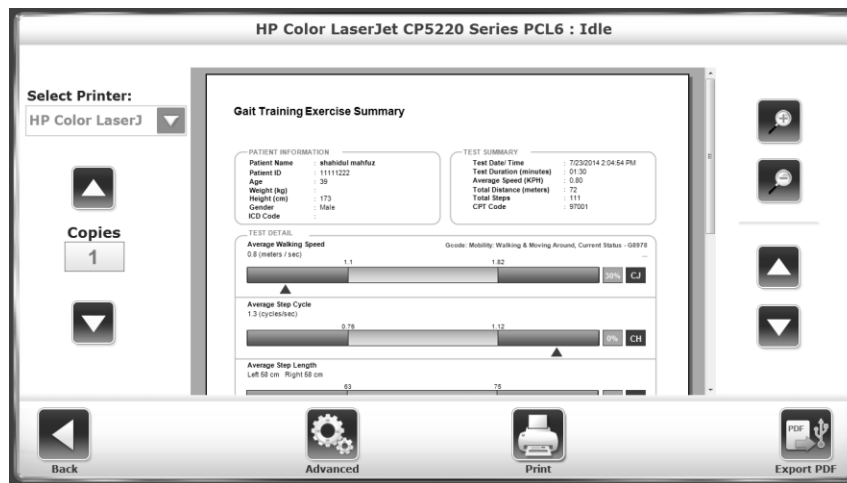 HP Color LaserJet CP5220 Series PCL6 : Idle
Select Printer:
HP Color LaserJ
Copies
1
Gait Training Exercise Summary
PATIENT INFORMATION
Patient Name : shahidul mahfuz
Patient ID : 11111222
Age : 39
Weight (kg) :
Height (cm) : 173
Gender : Male
ICD Code :
TEST SUMMARY
Test Date/ Time : 7/23/2014 2:04:54 PM
Test Duration (minutes) : 01:30
Average Speed (KPH) : 0.80
Total Distance (meters) : 72
Total Steps : 111
CPT Code : 97001
TEST DETAIL
Average Walking Speed Gcode: Mobility: Walking & Moving Around, Current Status - G8978
0.8 (meters / sec) ...
1.1 1.82
30% CJ
Average Step Cycle
1.3 (cycles/sec)
0.76 1.12
0% CH
Average Step Length
Left 58 cm Right 58 cm
63 75
Back
Advanced
Print
PDF
Export PDF